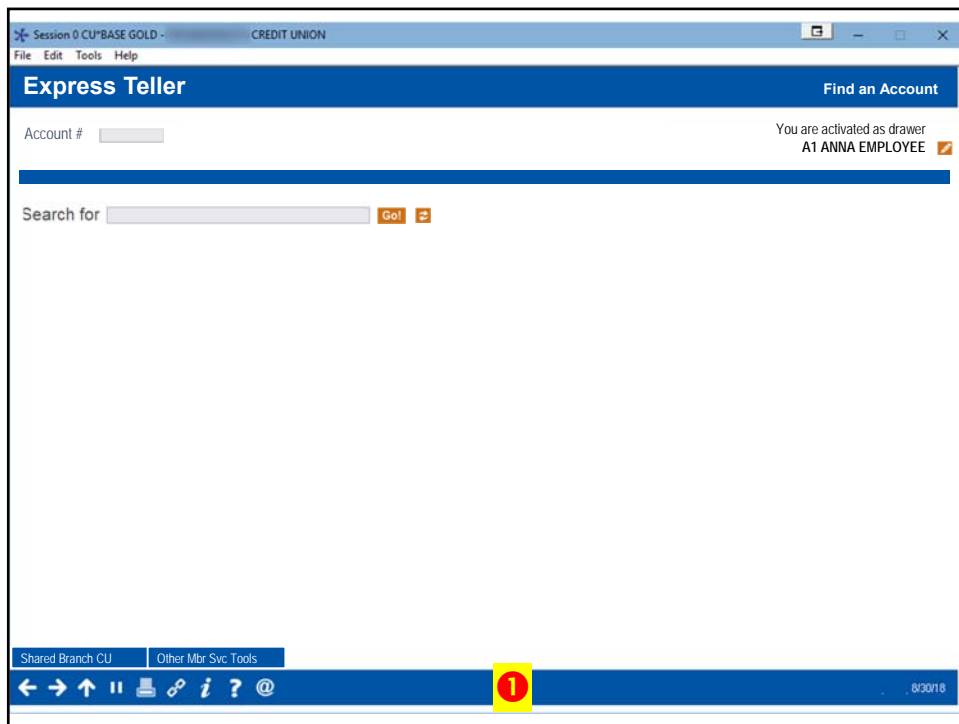 Session 0 CU*BASE GOLD - CREDIT UNION
File Edit Tools Help
Express Teller Find an Account
Account # You are activated as drawer
A1 ANNA EMPLOYEE
Search for Go!
Shared Branch CU Other Mbr Svc Tools
i ? @ 1 8/30/18